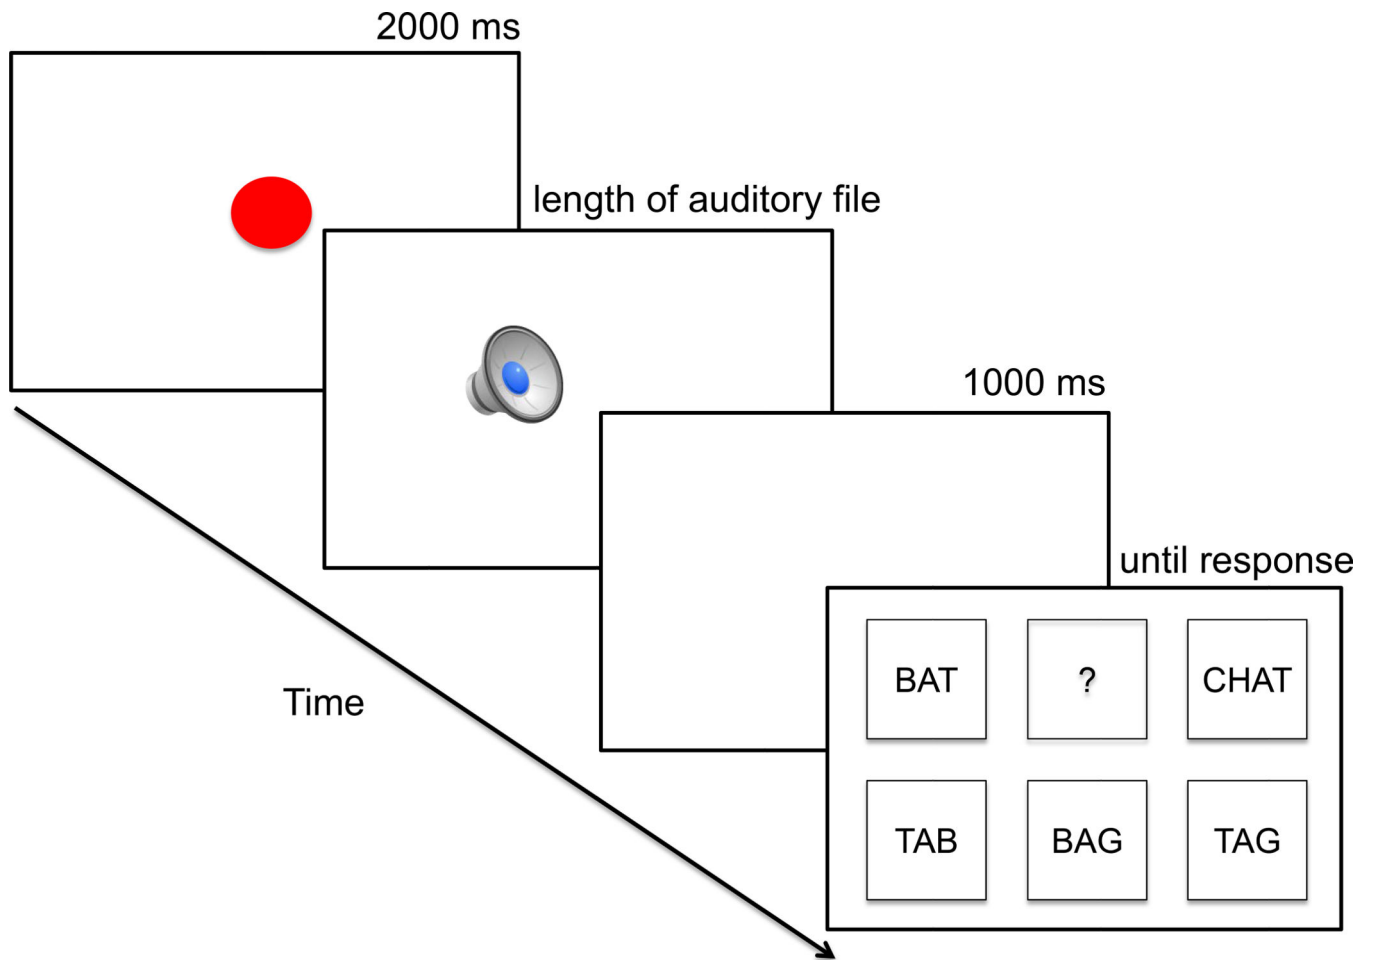 2000 ms
length of auditory file
1000 ms
until response
BAT
?
CHAT
TAB
BAG
TAG
Time